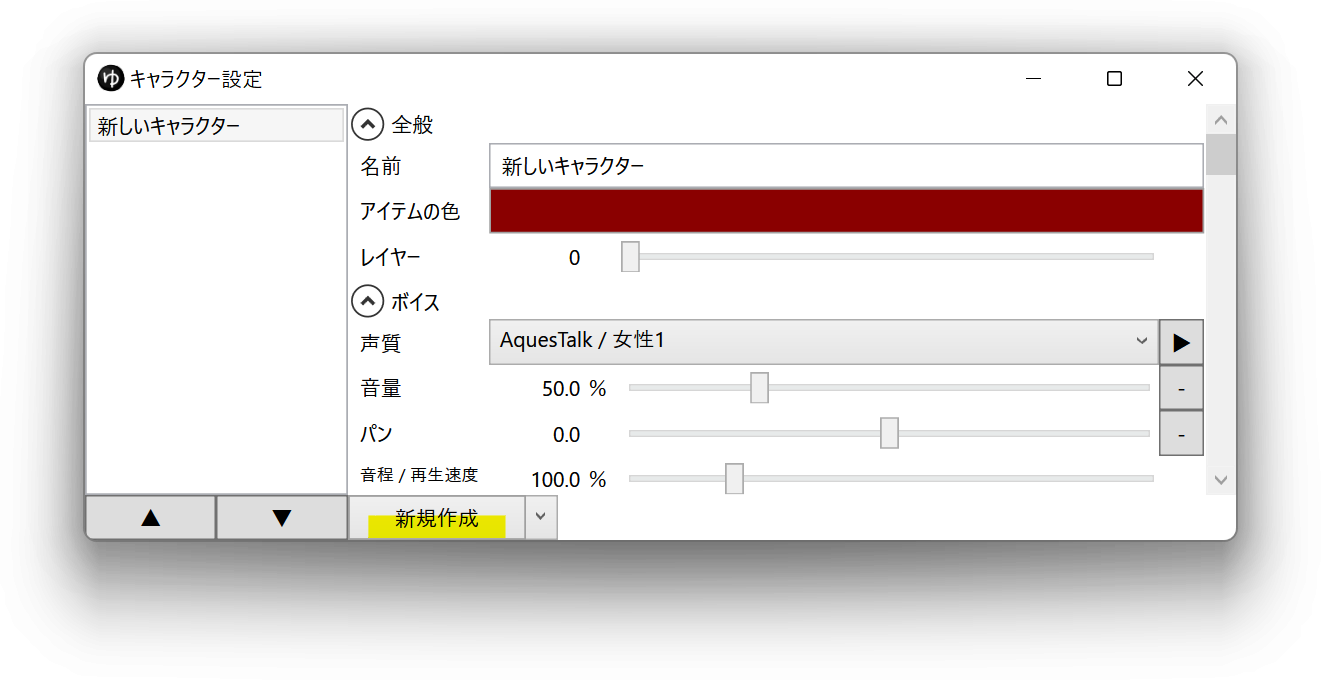 ゆ キャラクター設定
新しいキャラクター
全般
名前 新しいキャラクター
アイテムの色
レイヤー 0
ボイス
声質 AquesTalk / 女性1 ▶
音量 50.0 % -
パン 0.0 -
音程 / 再生速度 100.0 %
▲ ▼ 新規作成